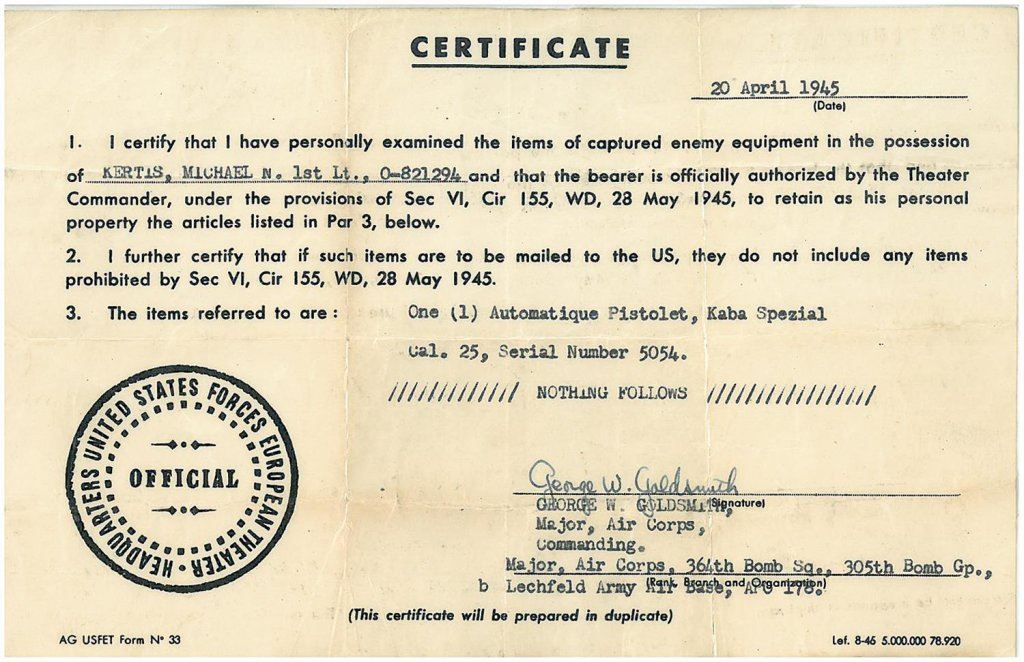 CERTIFICATE
20 April 1945
(Date)
1. I certify that I have personally examined the items of captured enemy equipment in the possession
of KERTIS, MICHAEL N. 1st Lt., O-821294 and that the bearer is officially authorized by the Theater
Commander, under the provisions of Sec VI, Cir 155, WD, 28 May 1945, to retain as his personal
property the articles listed in Par 3, below.
2. I further certify that if such items are to be mailed to the US, they do not include any items
prohibited by Sec VI, Cir 155, WD, 28 May 1945.
3. The items referred to are : One (1) Automatique Pistolet, Kaba Spezial
Cal. 25, Serial Number 5054.
///////////// NOTHING FOLLOWS /////////////////
HEADQUARTERS UNITED STATES FORCES EUROPEAN THEATER •
OFFICIAL
George W. Goldsmith
GEORGE W. GOLDSMITH, (Signature)
Major, Air Corps,
Commanding.
Major, Air Corps, 364th Bomb Sq., 305th Bomb Gp.,
(Rank, Branch and Organization)
b Lechfeld Army Air Base, APO 178.
(This certificate will be prepared in duplicate)
AG USFET Form N° 33
Lef. 8-45 5.000.000 78.920